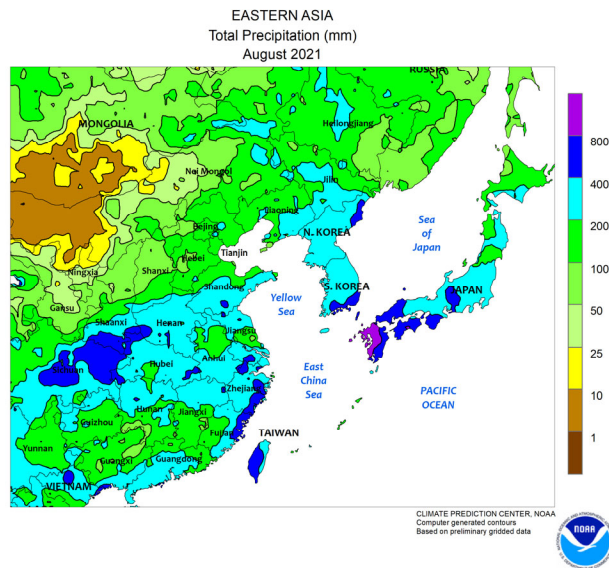 EASTERN ASIA
Total Precipitation (mm)
August 2021
RUSSIA
MONGOLIA
Heilongjiang
Nei Mongol
Jilin
Liaoning
Beijing
N. KOREA
Sea
of
Japan
Hebei
Tianjin
Ningxia
Shanxi
Shandong
S. KOREA
JAPAN
Yellow
Sea
Gansu
Shaanxi
Henan
Jiangsu
Sichuan
Hubei
Anhui
East
China
Sea
Zhejiang
PACIFIC
OCEAN
Hunan
Jiangxi
Guizhou
Fujian
TAIWAN
Yunnan
Guangxi
Guangdong
VIETNAM
800
400
200
100
50
25
10
1
CLIMATE PREDICTION CENTER, NOAA
Computer generated contours
Based on preliminary gridded data
NOAA